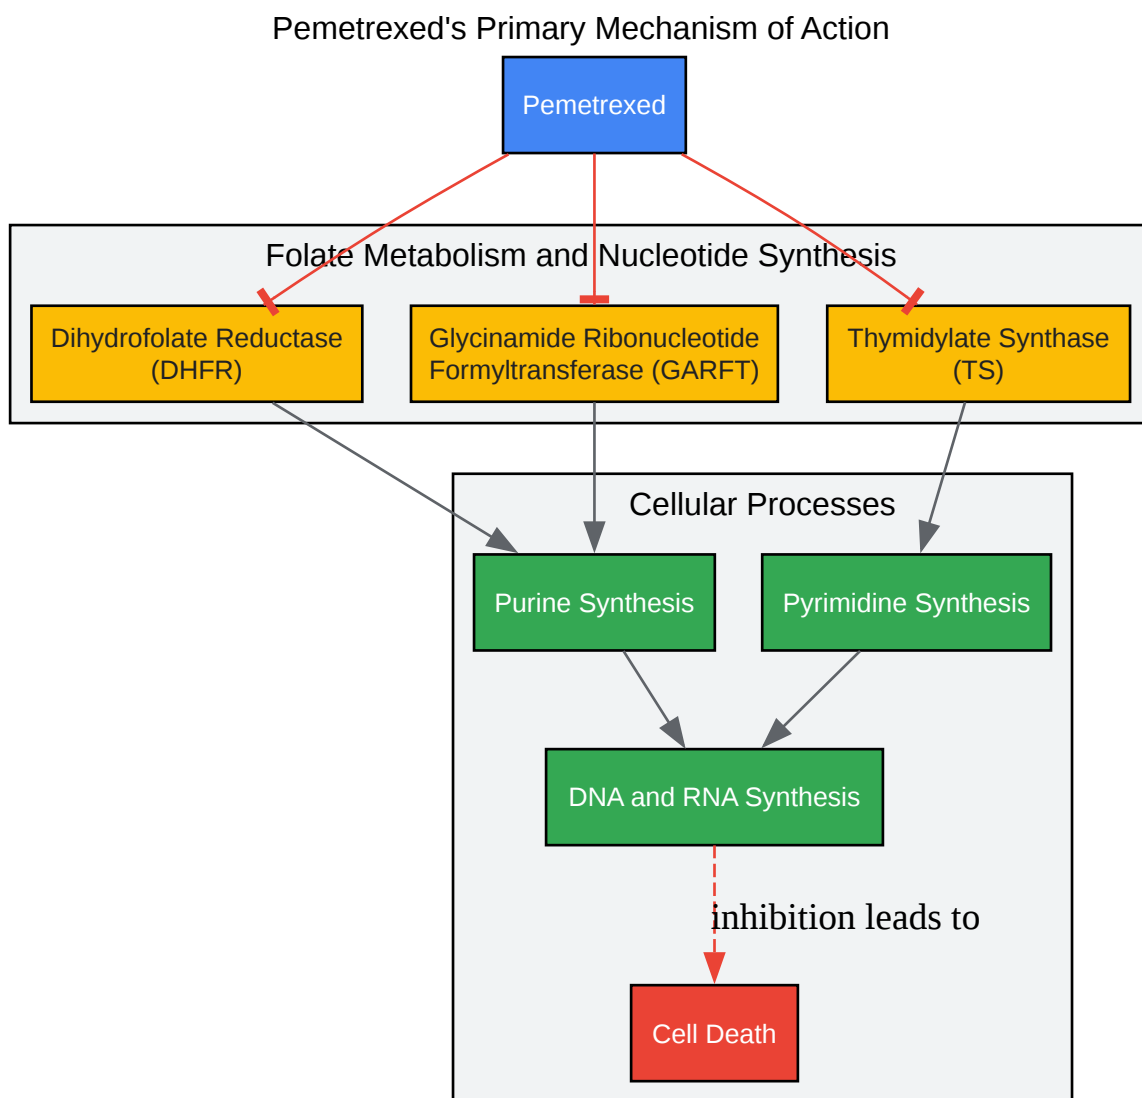 Pemetrexed's Primary Mechanism of Action
Pemetrexed
Folate Metabolism and Nucleotide Synthesis
Dihydrofolate Reductase
(DHFR)
Glycinamide Ribonucleotide
Formyltransferase (GARFT)
Thymidylate Synthase
(TS)
Cellular Processes
Purine Synthesis
Pyrimidine Synthesis
DNA and RNA Synthesis
inhibition leads to
Cell Death